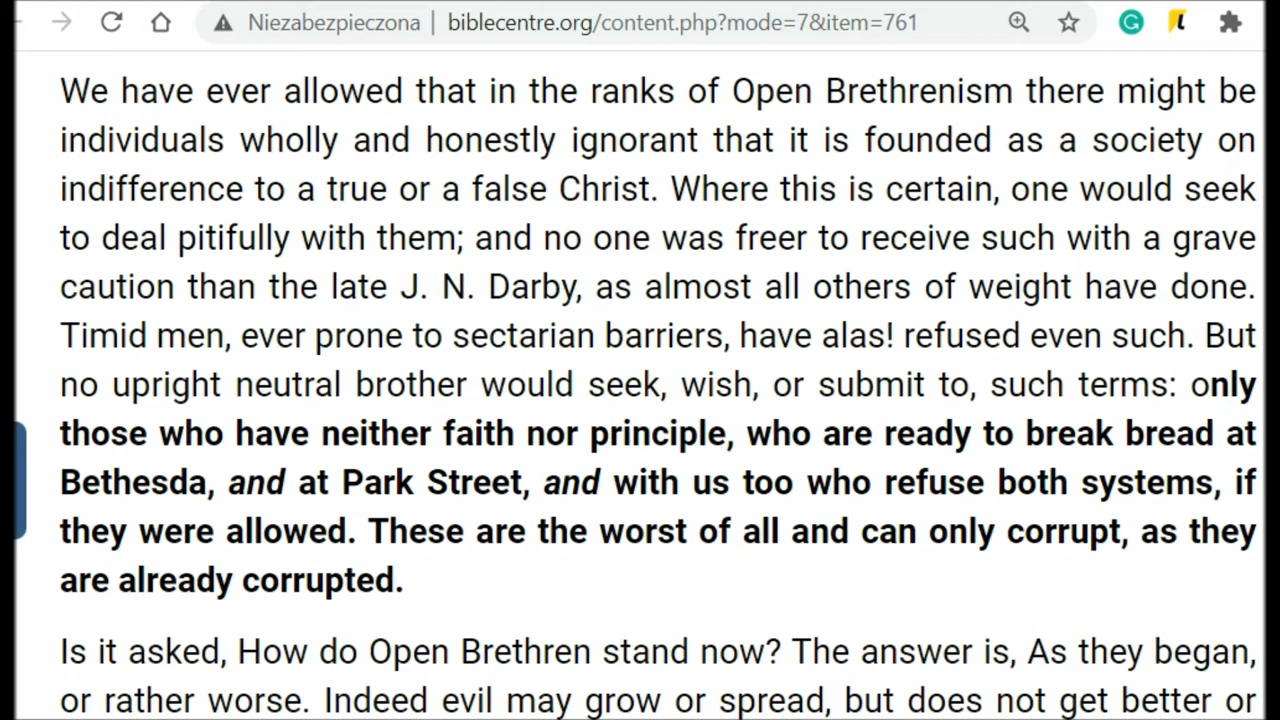 Niezabezpieczona | biblecentre.org/content.php?mode=7&item=761
We have ever allowed that in the ranks of Open Brethrenism there might be
individuals wholly and honestly ignorant that it is founded as a society on
indifference to a true or a false Christ. Where this is certain, one would seek
to deal pitifully with them; and no one was freer to receive such with a grave
caution than the late J. N. Darby, as almost all others of weight have done.
Timid men, ever prone to sectarian barriers, have alas! refused even such. But
no upright neutral brother would seek, wish, or submit to, such terms: only
those who have neither faith nor principle, who are ready to break bread at
Bethesda, and at Park Street, and with us too who refuse both systems, if
they were allowed. These are the worst of all and can only corrupt, as they
are already corrupted.
Is it asked, How do Open Brethren stand now? The answer is, As they began,
or rather worse. Indeed evil may grow or spread, but does not get better or